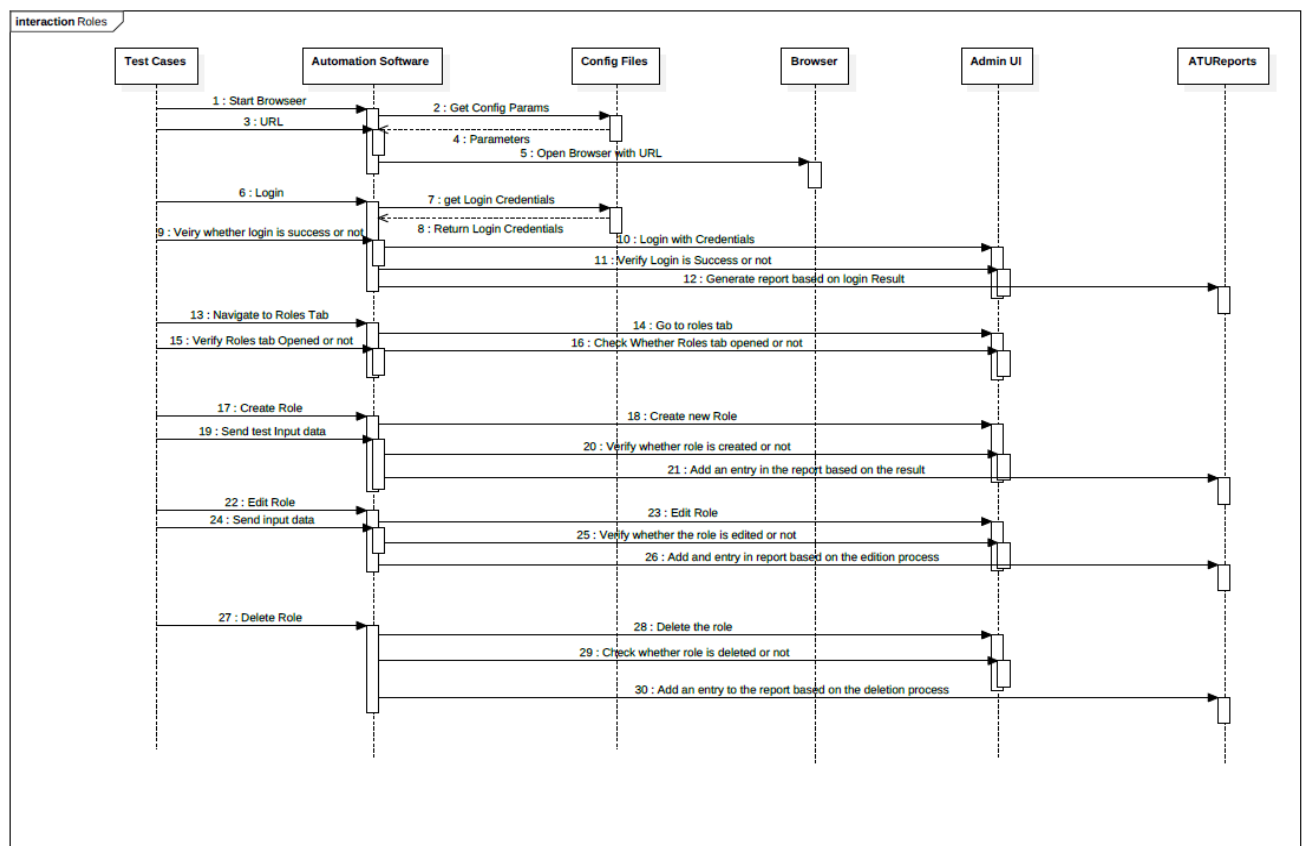 interaction Roles
Test Cases
Automation Software
Config Files
Browser
Admin UI
ATUReports
1 : Start Browseer
2 : Get Config Params
3 : URL
4 : Parameters
5 : Open Browser with URL
6 : Login
7 : get Login Credentials
8 : Return Login Credentials
9 : Veiry whether login is success or not
10 : Login with Credentials
11 : Verify Login is Success or not
12 : Generate report based on login Result
13 : Navigate to Roles Tab
14 : Go to roles tab
15 : Verify Roles tab Opened or not
16 : Check Whether Roles tab opened or not
17 : Create Role
18 : Create new Role
19 : Send test Input data
20 : Verify whether role is created or not
21 : Add an entry in the report based on the result
22 : Edit Role
23 : Edit Role
24 : Send input data
25 : Verify whether the role is edited or not
26 : Add and entry in report based on the edition process
27 : Delete Role
28 : Delete the role
29 : Check whether role is deleted or not
30 : Add an entry to the report based on the deletion process